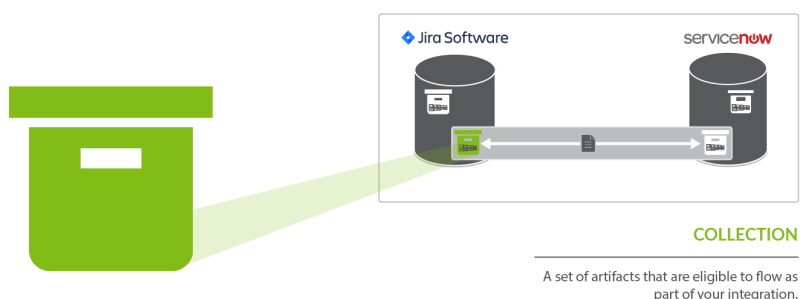 Jira Software
servicenow
COLLECTION
A set of artifacts that are eligible to flow as
part of your integration.